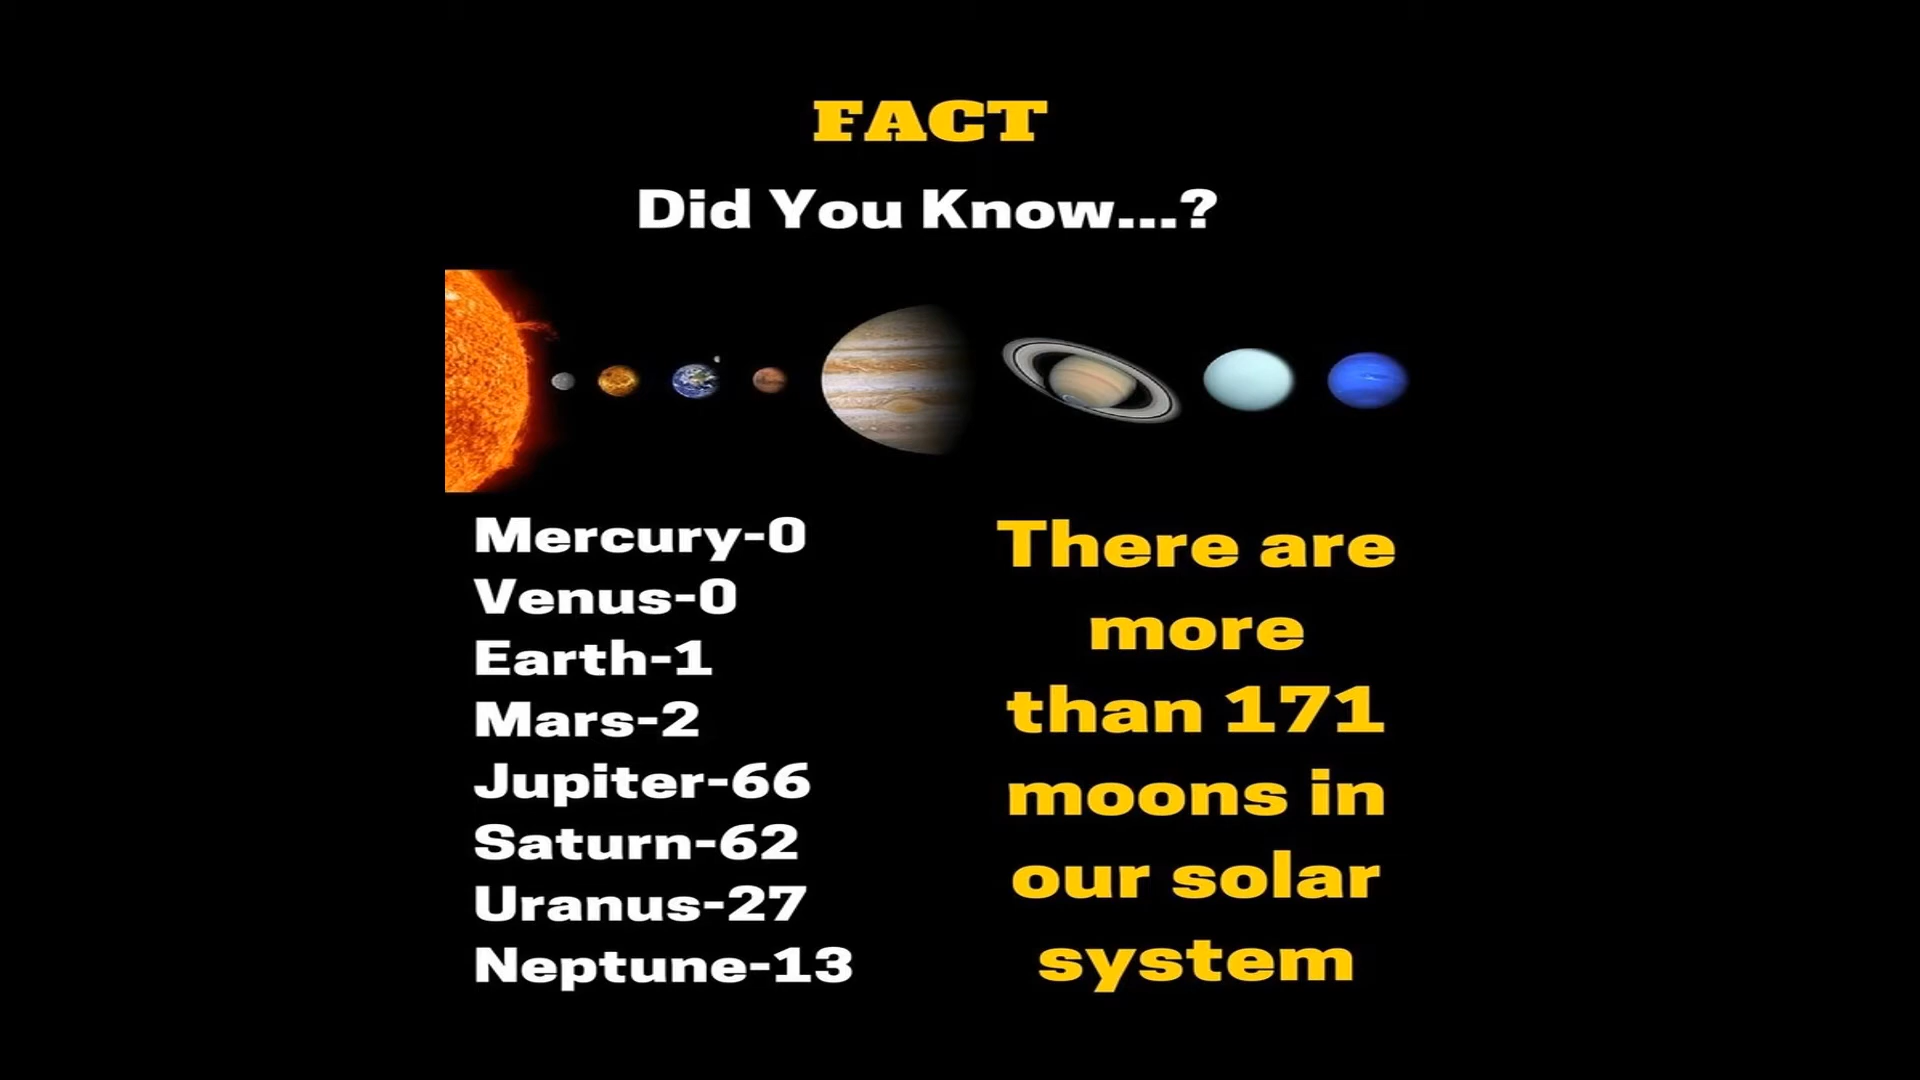 FACT
Did You Know...?
Mercury-0
Venus-0
Earth-1
Mars-2
Jupiter-66
Saturn-62
Uranus-27
Neptune-13
There are
more
than 171
moons in
our solar
system